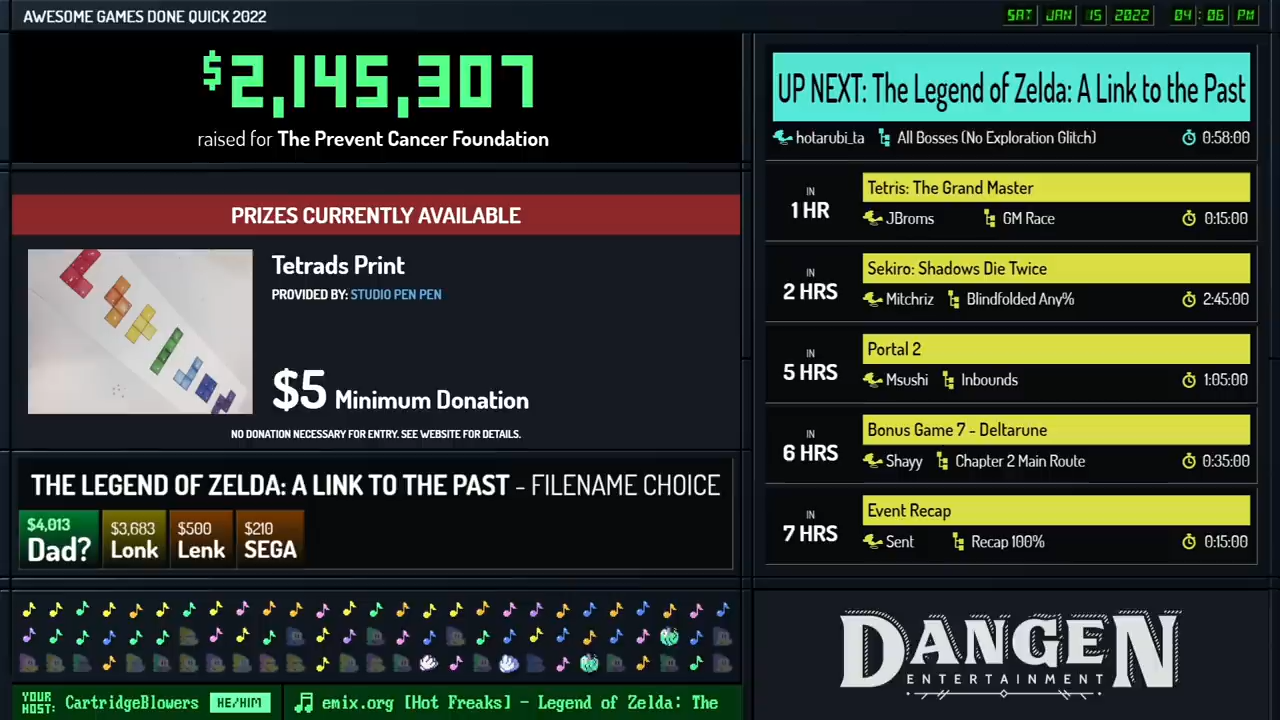 AWESOME GAMES DONE QUICK 2022
SAT JAN 15 2022 04:06 PM
$2,145,307
raised for The Prevent Cancer Foundation
PRIZES CURRENTLY AVAILABLE
Tetrads Print
PROVIDED BY: STUDIO PEN PEN
$5 Minimum Donation
NO DONATION NECESSARY FOR ENTRY. SEE WEBSITE FOR DETAILS.
THE LEGEND OF ZELDA: A LINK TO THE PAST - FILENAME CHOICE
$4,013 Dad?
$3,683 Lonk
$500 Lenk
$210 SEGA
UP NEXT: The Legend of Zelda: A Link to the Past
hotarubi_ta All Bosses (No Exploration Glitch) 0:58:00
IN 1 HR
Tetris: The Grand Master
JBroms GM Race 0:15:00
IN 2 HRS
Sekiro: Shadows Die Twice
Mitchriz Blindfolded Any% 2:45:00
IN 5 HRS
Portal 2
Msushi Inbounds 1:05:00
IN 6 HRS
Bonus Game 7 - Deltarune
Shayy Chapter 2 Main Route 0:35:00
IN 7 HRS
Event Recap
Sent Recap 100% 0:15:00
DANGEN
ENTERTAINMENT
YOUR HOST: CartridgeBlowers HE/HIM
emix.org [Hot Freaks] - Legend of Zelda: The